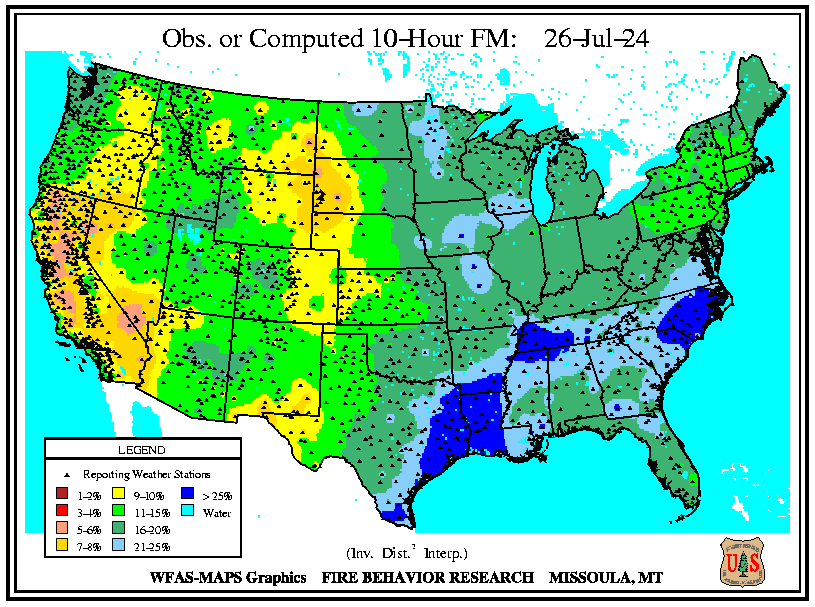 Obs. or Computed 10-Hour FM: 26-Jul-24
LEGEND
Reporting Weather Stations
1-2% 9-10% > 25%
3-4% 11-15% Water
5-6% 16-20%
7-8% 21-25%
(Inv. Dist.² Interp.)
WFAS-MAPS Graphics FIRE BEHAVIOR RESEARCH MISSOULA, MT
U S